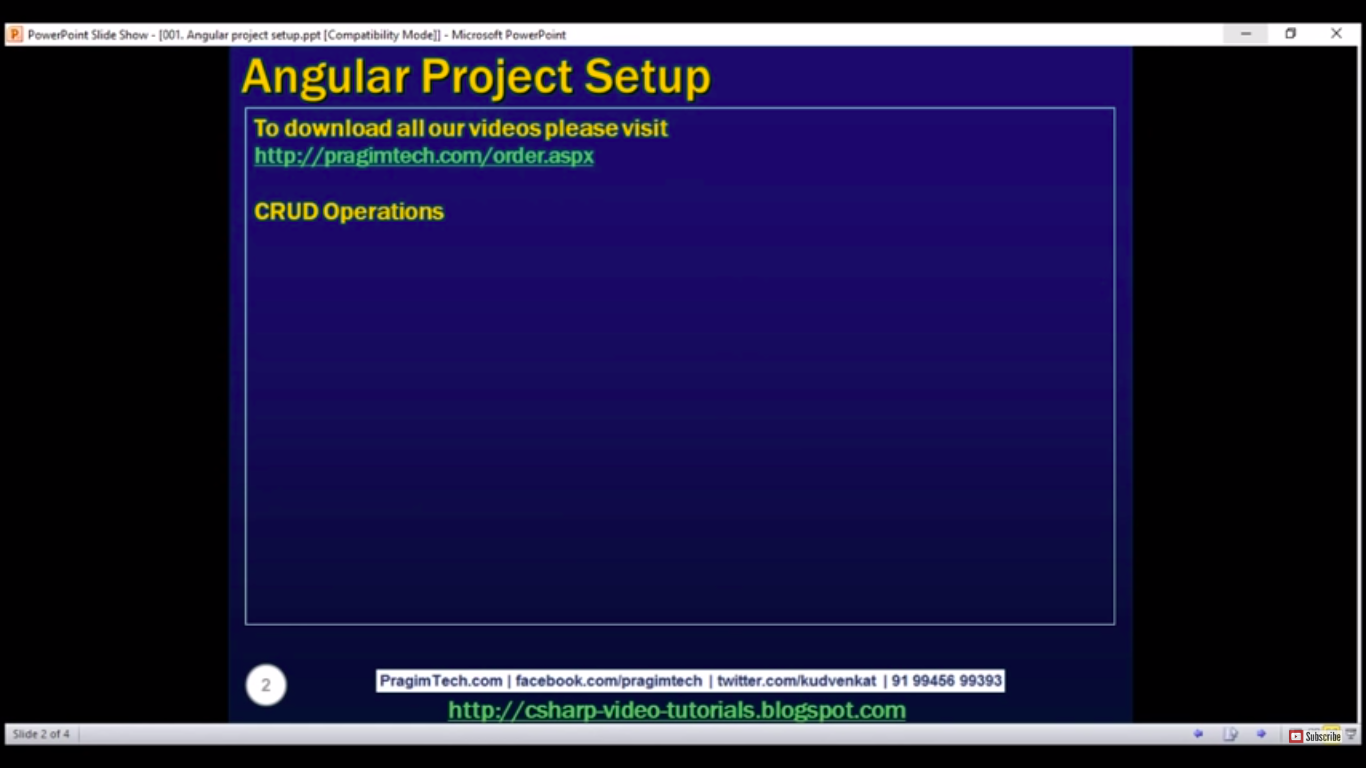 PowerPoint Slide Show - [001. Angular project setup.ppt [Compatibility Mode]] - Microsoft PowerPoint
Angular Project Setup
To download all our videos please visit
http://pragimtech.com/order.aspx
CRUD Operations
2
PragimTech.com | facebook.com/pragimtech | twitter.com/kudvenkat | 91 99456 99393
http://csharp-video-tutorials.blogspot.com
Slide 2 of 4
Subscribe